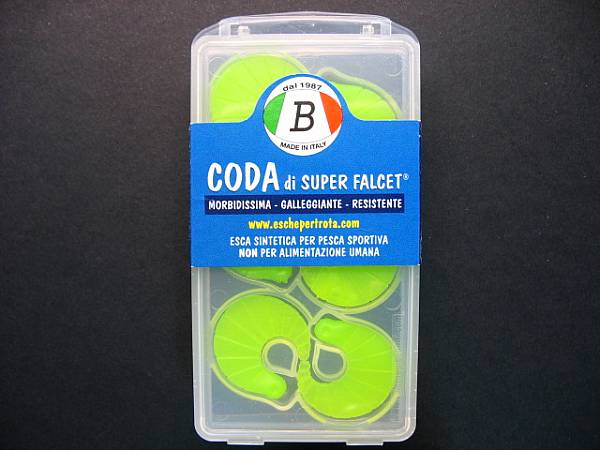 dal 1987
B
MADE IN ITALY
CODA di SUPER FALCET®
MORBIDISSIMA - GALLEGGIANTE - RESISTENTE
www.eschepertrota.com
ESCA SINTETICA PER PESCA SPORTIVA
NON PER ALIMENTAZIONE UMANA